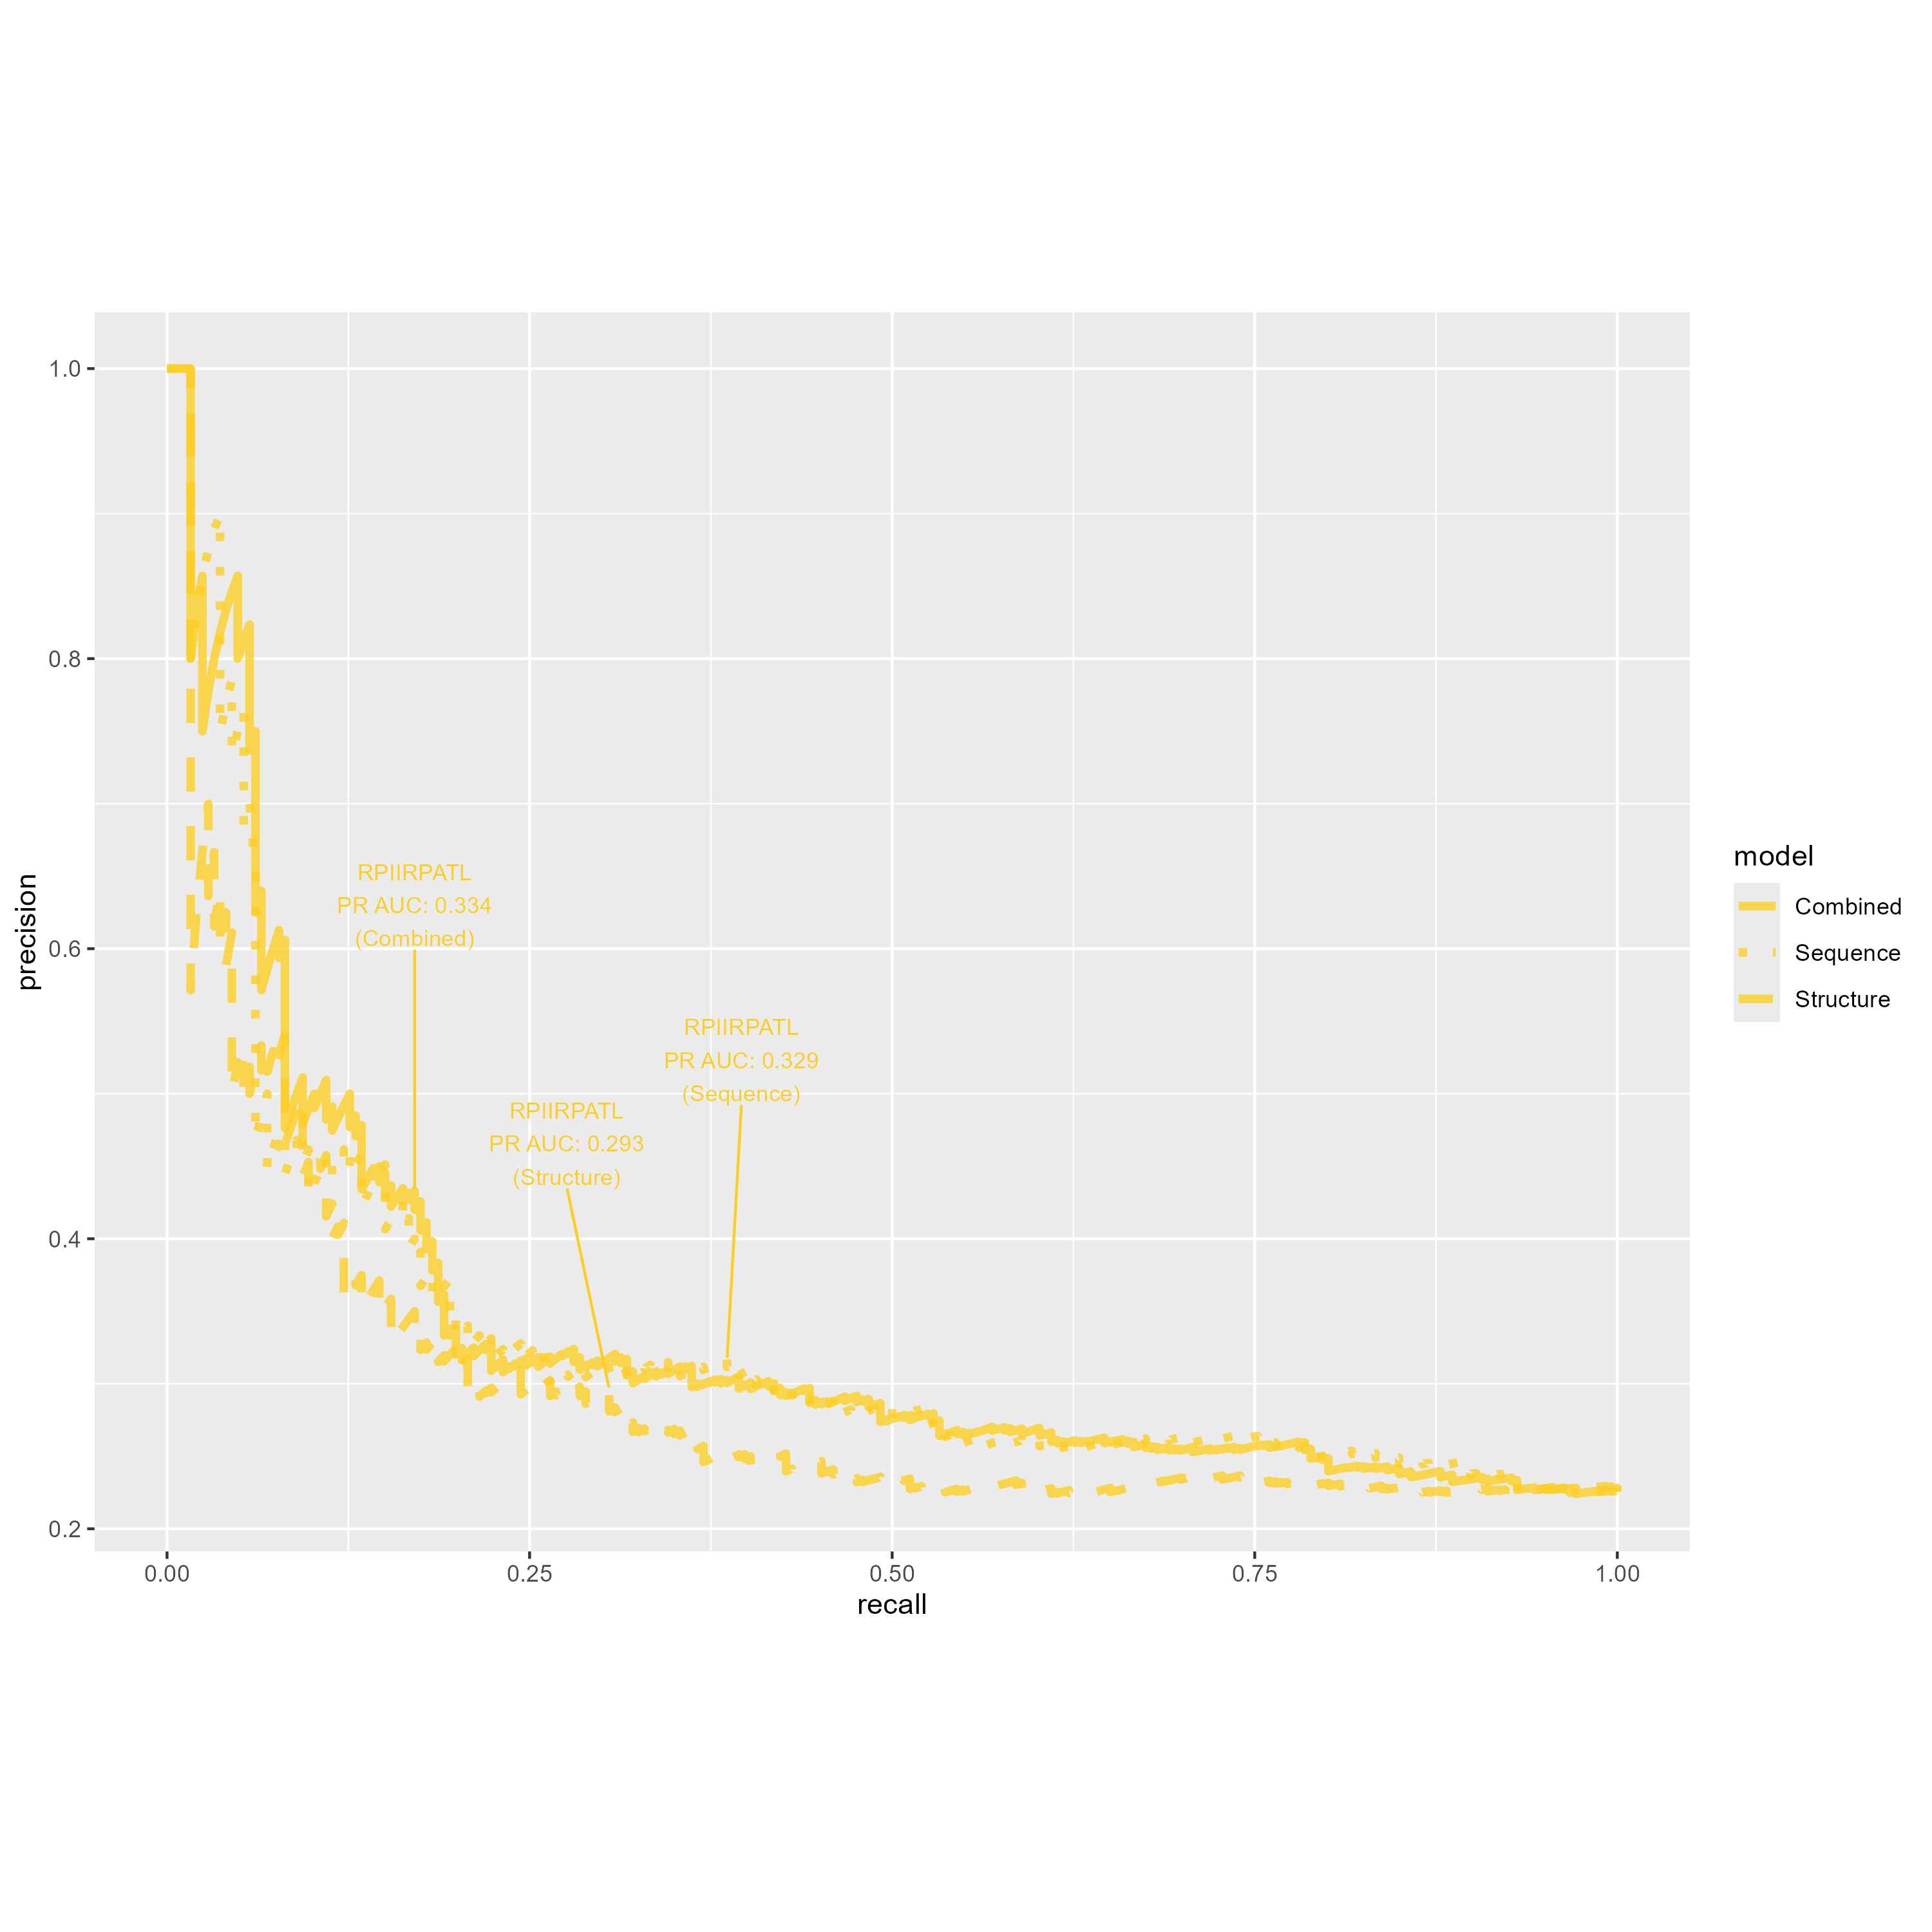 1.0
0.8
0.6
0.4
0.2
precision
RPIIRPATL
PR AUC: 0.334
(Combined)
RPIIRPATL
PR AUC: 0.329
(Sequence)
RPIIRPATL
PR AUC: 0.293
(Structure)
0.00
0.25
0.50
0.75
1.00
recall
model
Combined
Sequence
Structure